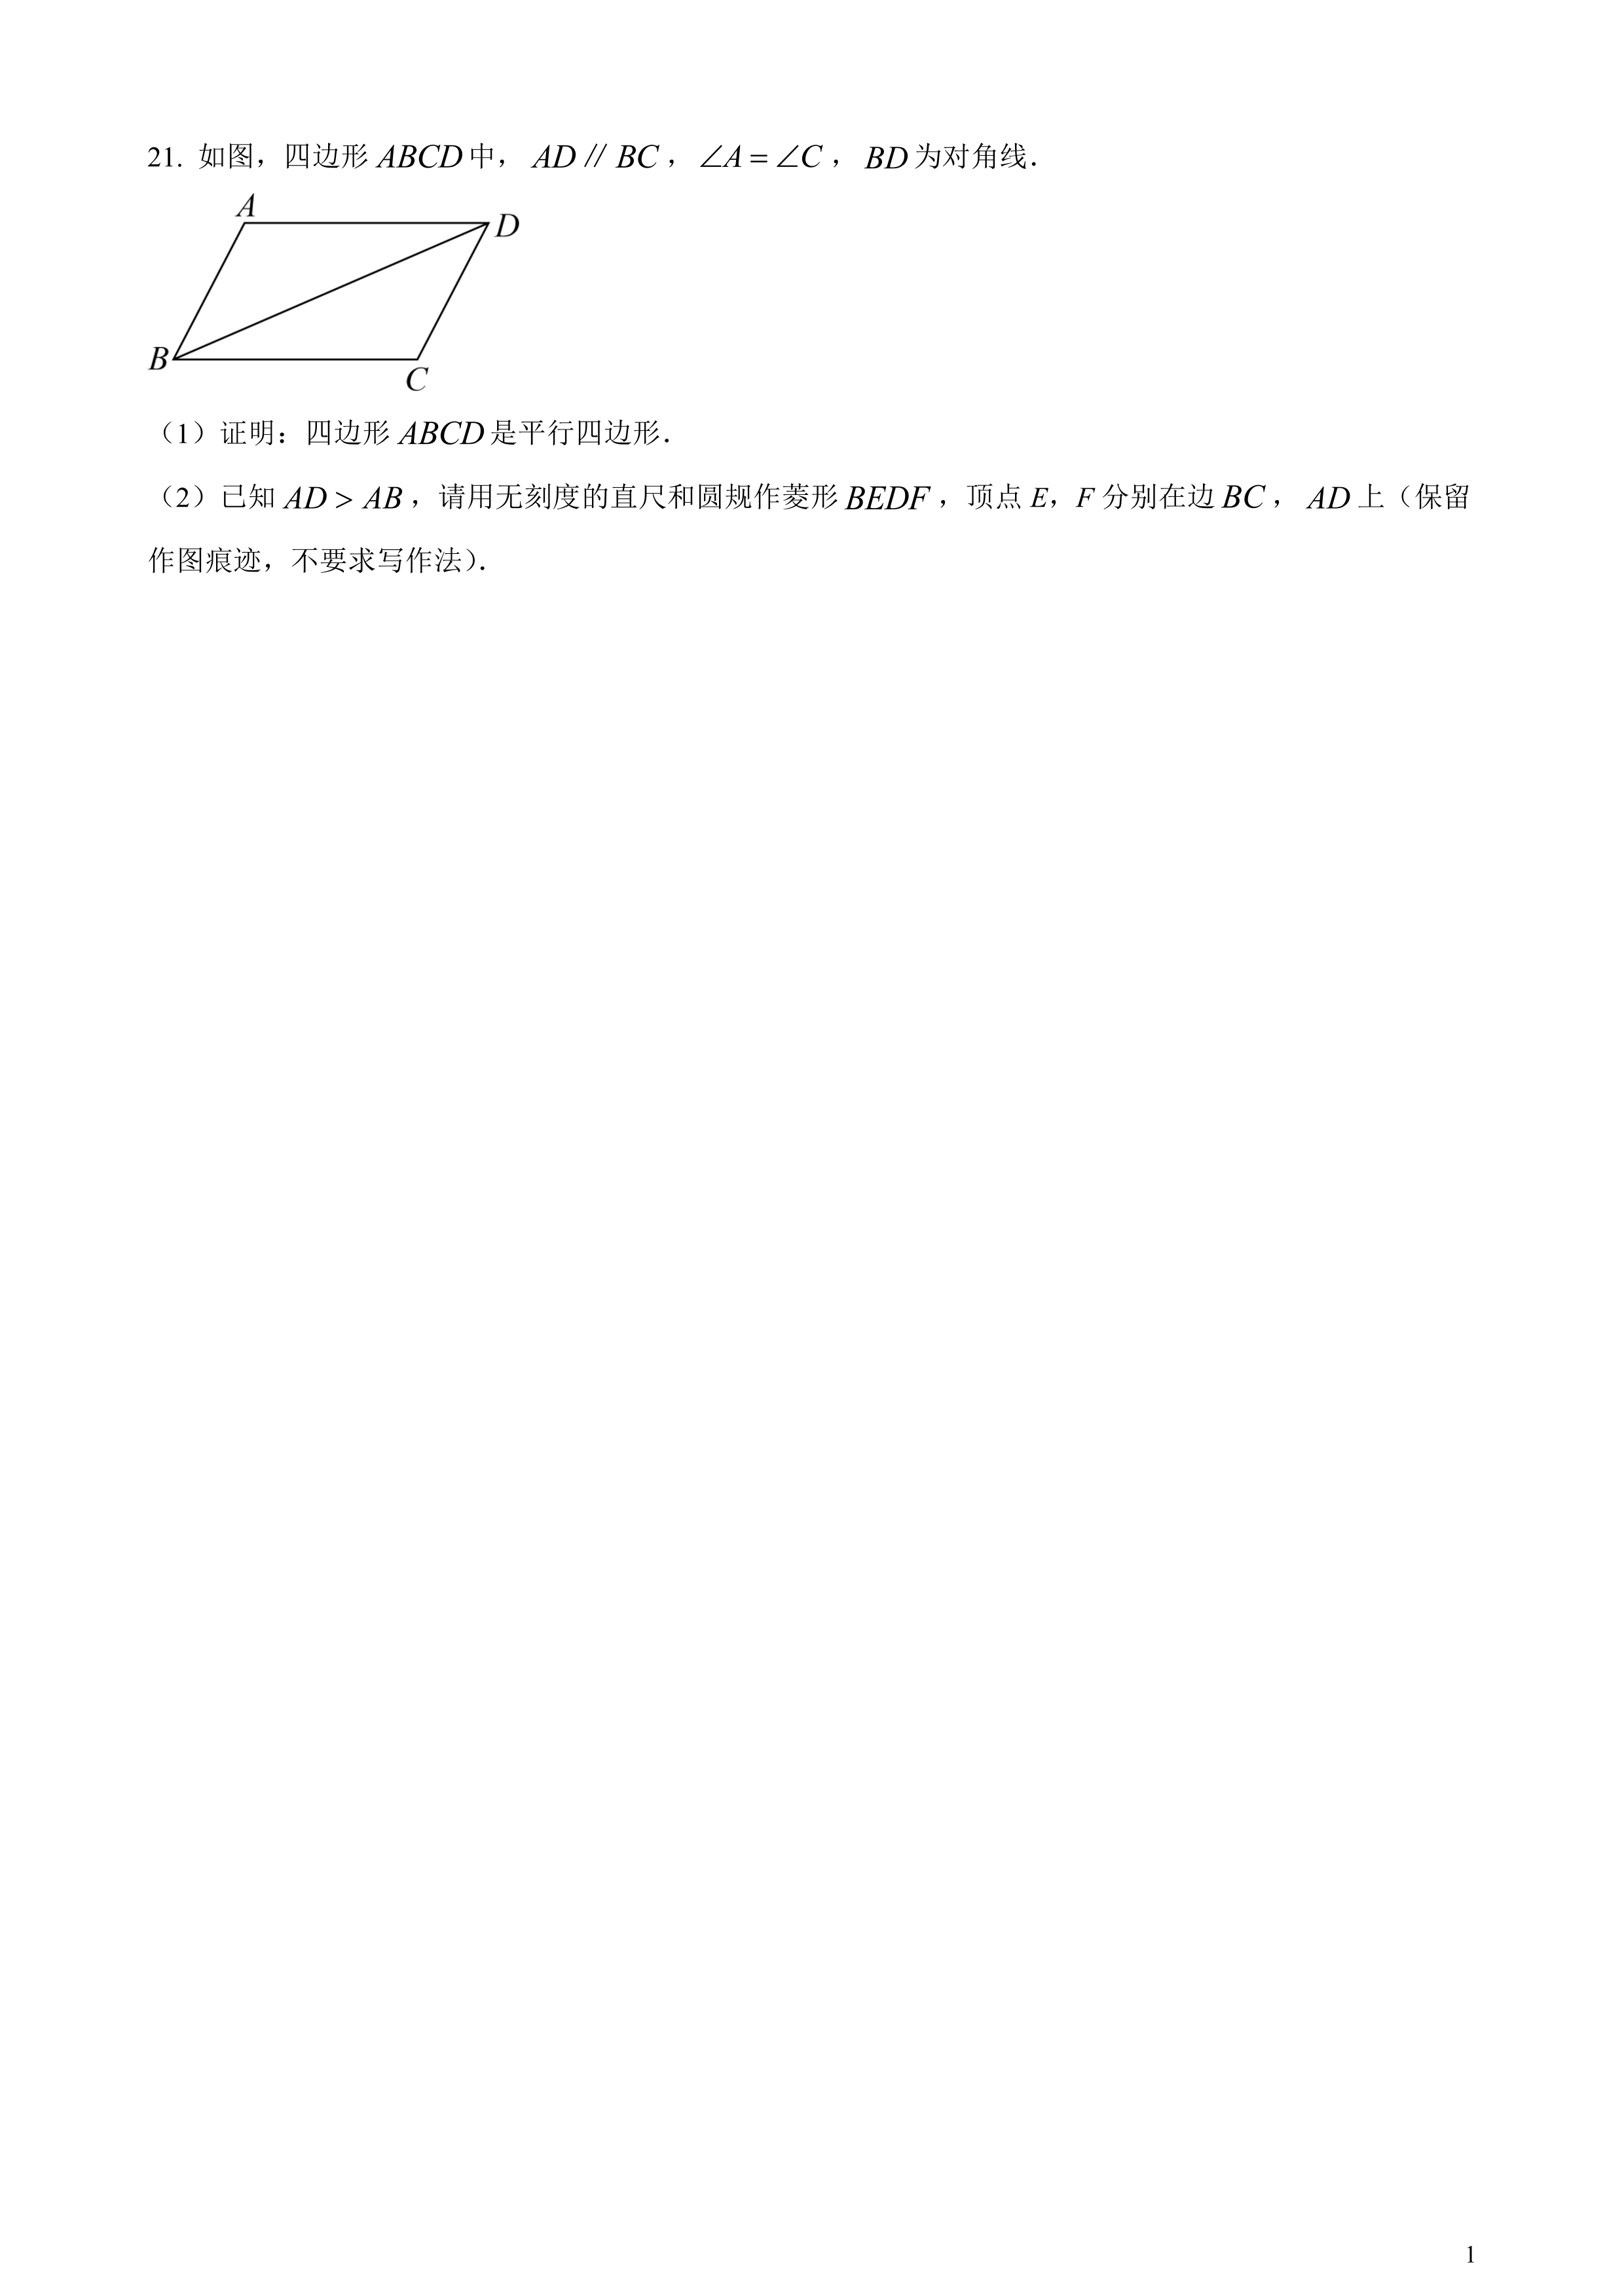 21. 如图，四边形 ABCD 中，AD∥BC，∠A=∠C，BD 为对角线．
A
D
B
C
（1）证明：四边形 ABCD 是平行四边形．
（2）已知 AD > AB，请用无刻度的直尺和圆规作菱形 BEDF，顶点 E，F 分别在边 BC，AD 上（保留
作图痕迹，不要求写作法）．
1